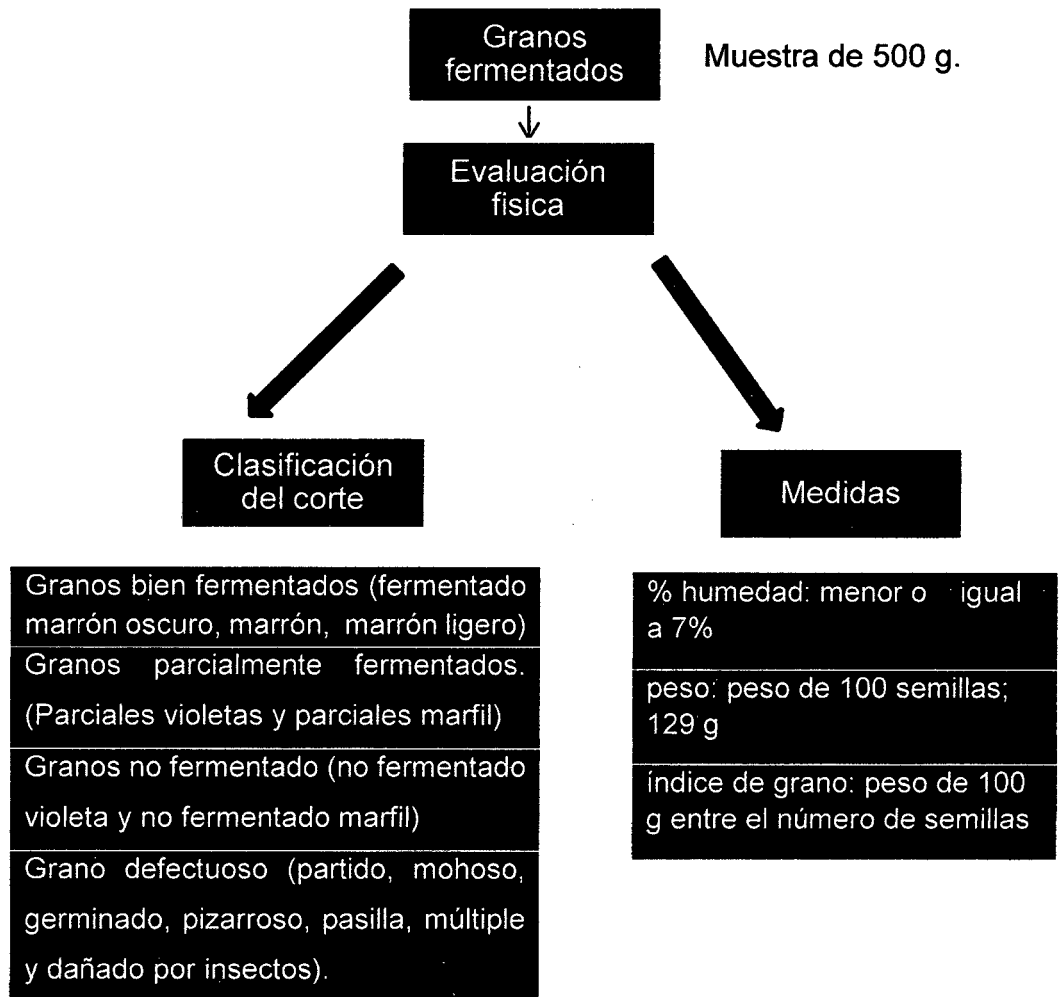 Granos
fermentados
Muestra de 500 g.
Evaluación
fisica
Clasificación
del corte
Granos bien fermentados (fermentado
marrón oscuro, marrón, marrón ligero)
Granos parcialmente fermentados.
(Parciales violetas y parciales marfil)
Granos no fermentado (no fermentado
violeta y no fermentado marfil)
Grano defectuoso (partido, mohoso,
germinado, pizarroso, pasilla, múltiple
y dañado por insectos).
Medidas
% humedad: menor o igual
a 7%
peso: peso de 100 semillas;
129 g
índice de grano: peso de 100
g entre el número de semillas